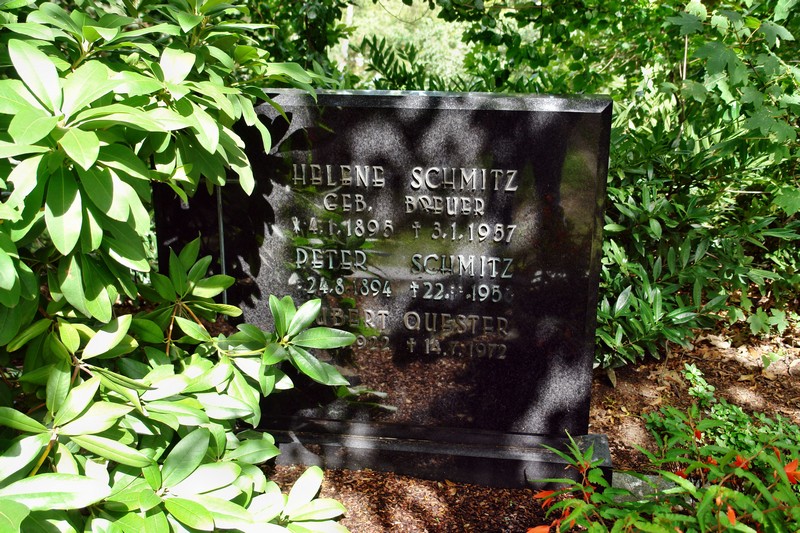 HELENE SCHMITZ
GEB. BREUER
* 4.1.1895 † 3.1.1957
PETER SCHMITZ
* 24.8.1894
QUESTER
† 14.7.1972